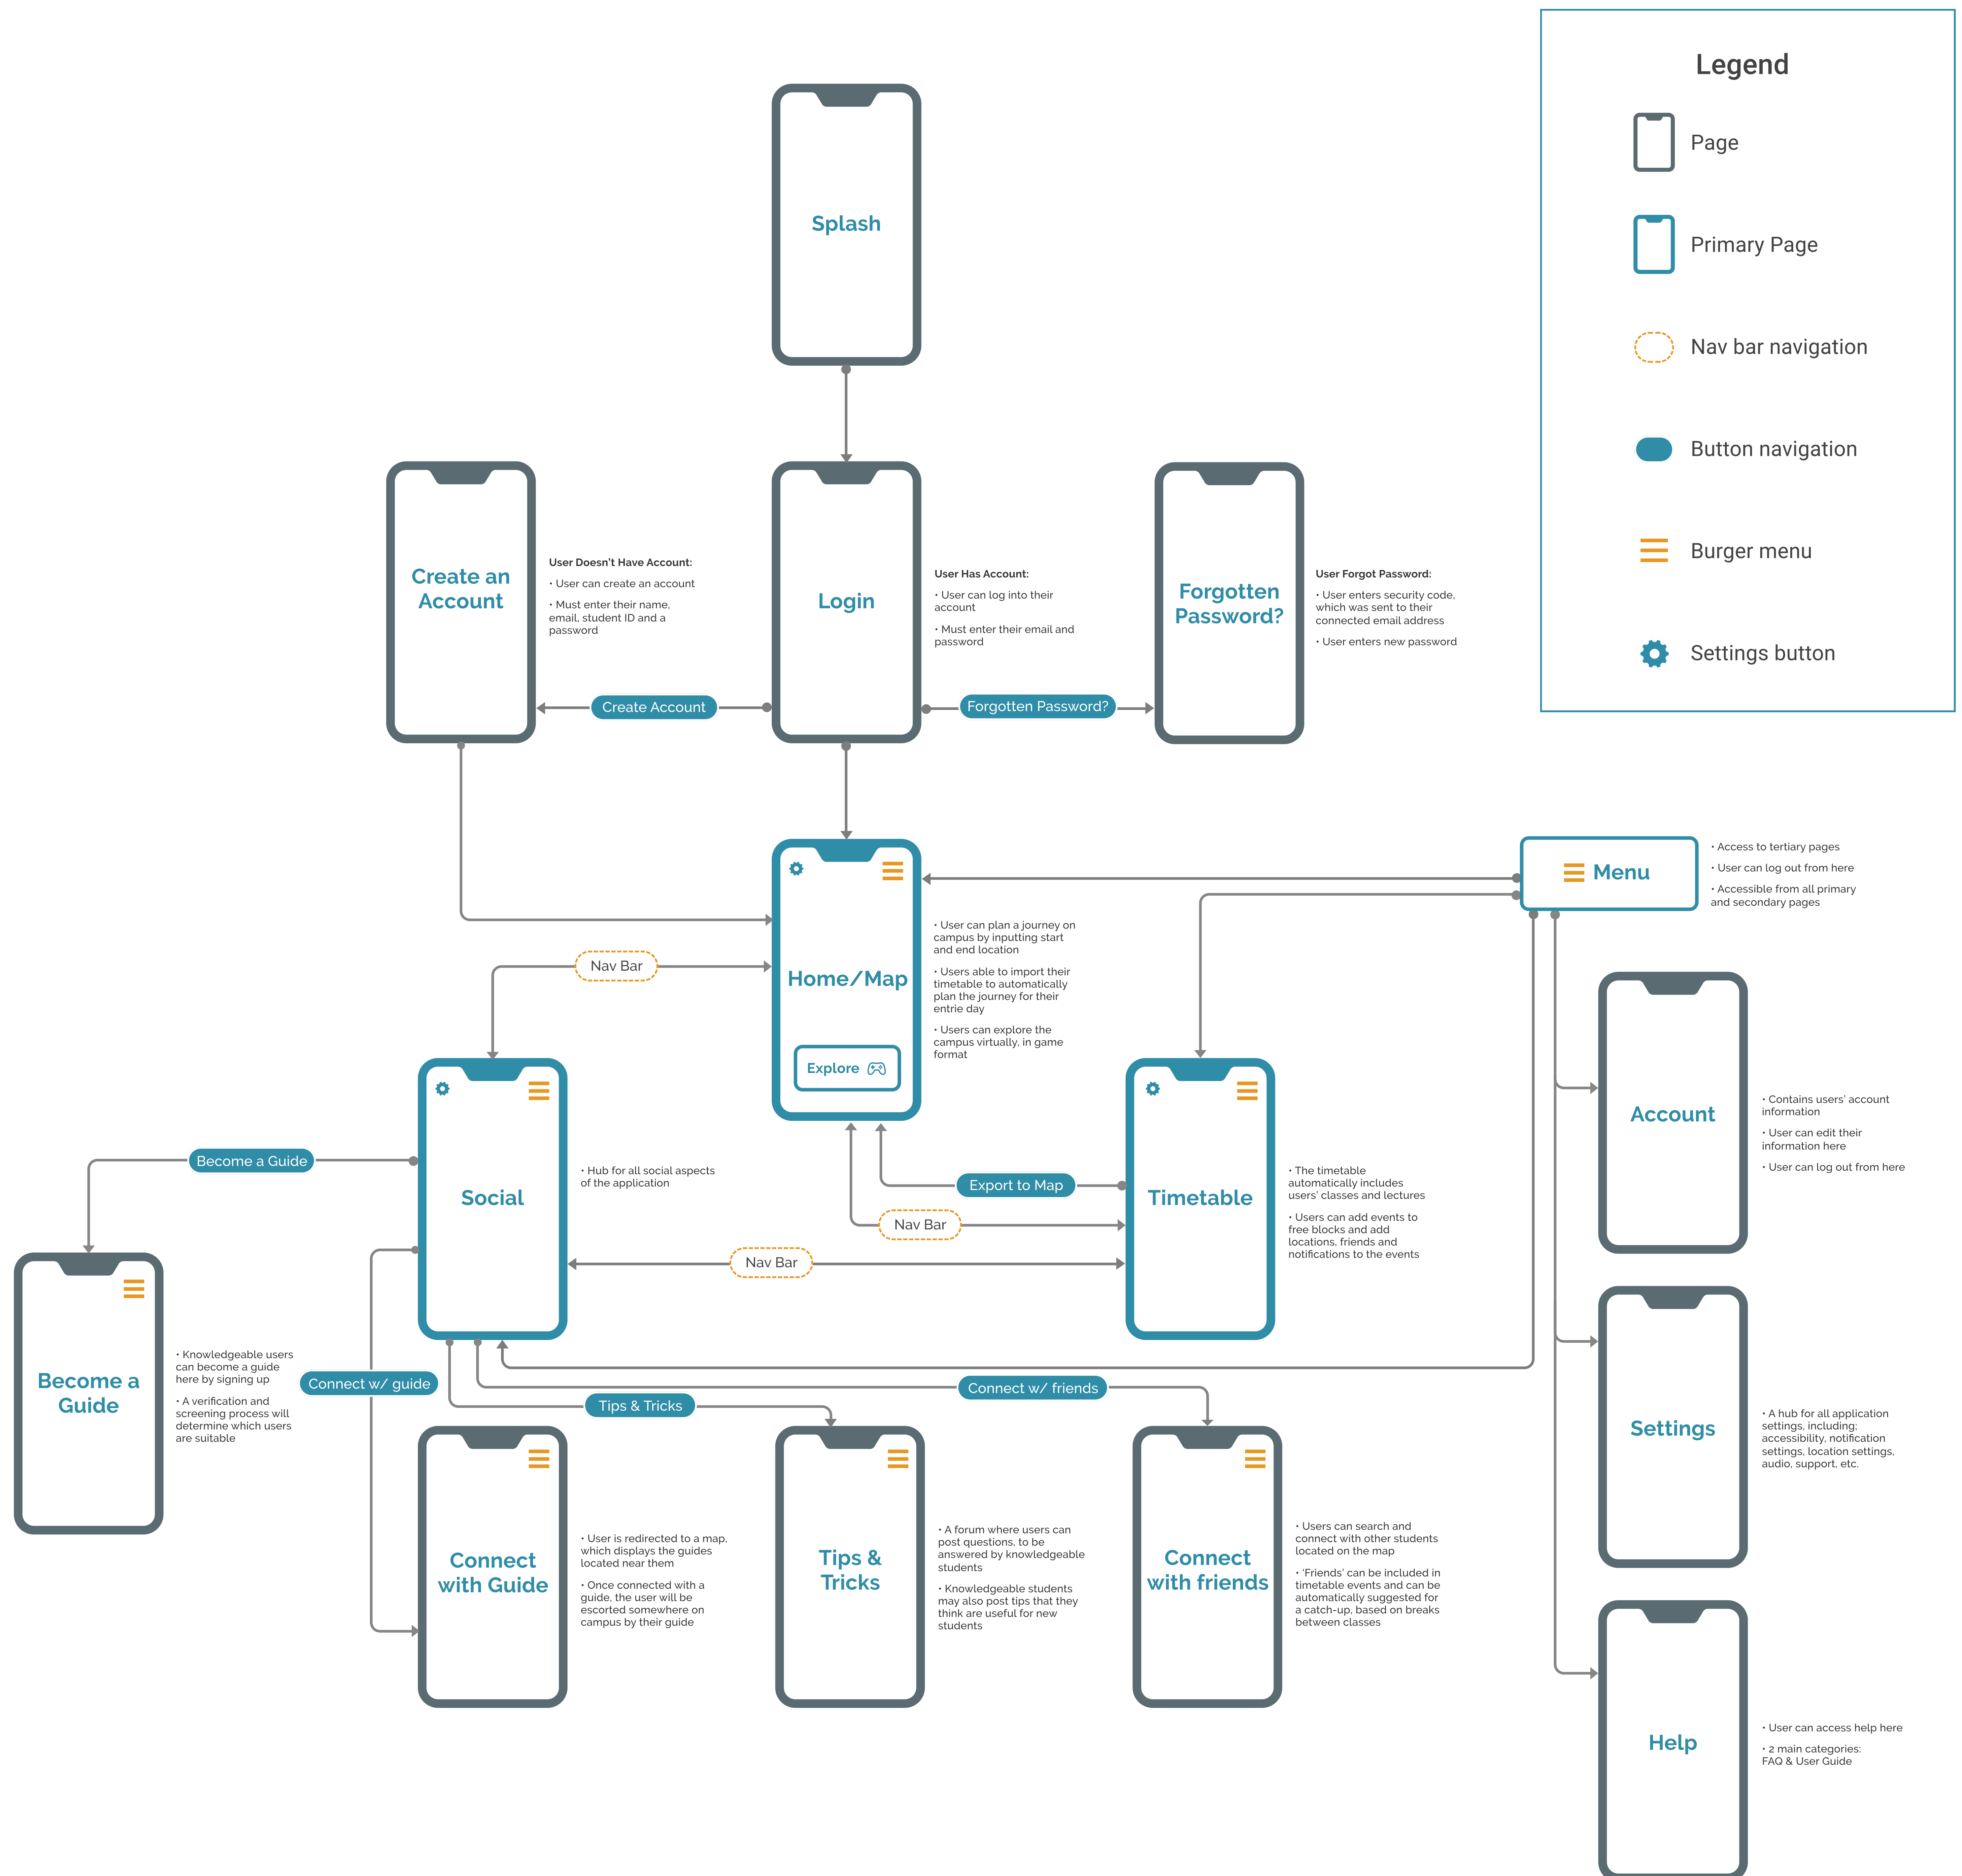 Legend
Page
Primary Page
Nav bar navigation
Button navigation
Burger menu
Settings button
Splash
Create an
Account
User Doesn't Have Account:
• User can create an account
• Must enter their name,
email, student ID and a
password
Login
User Has Account:
• User can log into their
account
• Must enter their email and
password
Forgotten
Password?
User Forgot Password:
• User enters security code,
which was sent to their
connected email address
• User enters new password
Create Account
Forgotten Password?
Menu
• Access to tertiary pages
• User can log out from here
• Accessible from all primary
and secondary pages
Nav Bar
Home/Map
Explore
• User can plan a journey on
campus by inputting start
and end location
• Users able to import their
timetable to automatically
plan the journey for their
entrie day
• Users can explore the
campus virtually, in game
format
Account
• Contains users' account
information
• User can edit their
information here
• User can log out from here
Become a Guide
Social
• Hub for all social aspects
of the application
Export to Map
Nav Bar
Nav Bar
Timetable
• The timetable
automatically includes
users' classes and lectures
• Users can add events to
free blocks and add
locations, friends and
notifications to the events
Become a
Guide
• Knowledgeable users
can become a guide
here by signing up
• A verification and
screening process will
determine which users
are suitable
Connect w/ guide
Tips & Tricks
Connect w/ friends
Settings
• A hub for all application
settings, including;
accessibility, notification
settings, location settings,
audio, support, etc.
Connect
with Guide
• User is redirected to a map,
which displays the guides
located near them
• Once connected with a
guide, the user will be
escorted somewhere on
campus by their guide
Tips &
Tricks
• A forum where users can
post questions, to be
answered by knowledgeable
students
• Knowledgeable students
may also post tips that they
think are useful for new
students
Connect
with friends
• Users can search and
connect with other students
located on the map
• 'Friends' can be included in
timetable events and can be
automatically suggested for
a catch-up, based on breaks
between classes
Help
• User can access help here
• 2 main categories:
FAQ & User Guide